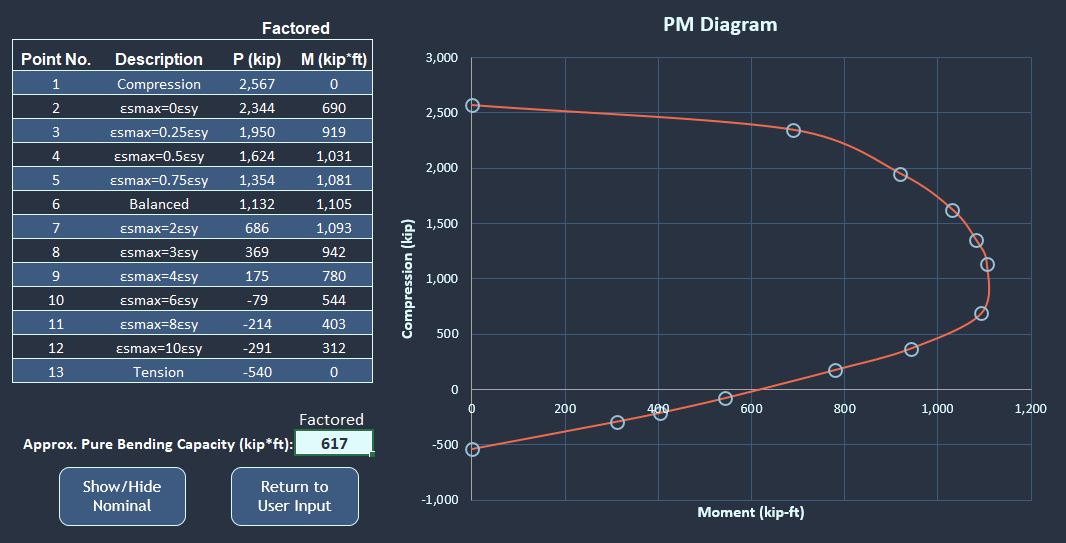 Factored
Point No. Description P (kip) M (kip*ft)
1 Compression 2,567 0
2 εsmax=0εsy 2,344 690
3 εsmax=0.25εsy 1,950 919
4 εsmax=0.5εsy 1,624 1,031
5 εsmax=0.75εsy 1,354 1,081
6 Balanced 1,132 1,105
7 εsmax=2εsy 686 1,093
8 εsmax=3εsy 369 942
9 εsmax=4εsy 175 780
10 εsmax=6εsy -79 544
11 εsmax=8εsy -214 403
12 εsmax=10εsy -291 312
13 Tension -540 0
Factored
Approx. Pure Bending Capacity (kip*ft): 617
Show/Hide
Nominal
Return to
User Input
PM Diagram
Compression (kip)
3,000
2,500
2,000
1,500
1,000
500
0
-500
-1,000
0 200 400 600 800 1,000 1,200
Moment (kip-ft)